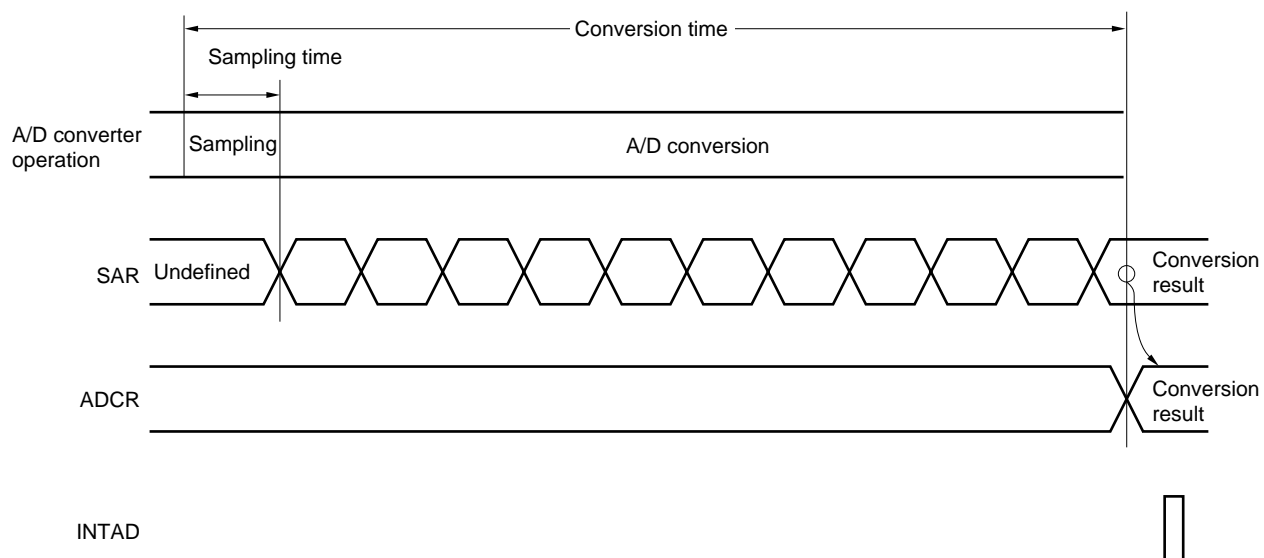 Conversion time
Sampling time
A/D converter
operation
Sampling
A/D conversion
SAR
Undefined
Conversion
result
ADCR
Conversion
result
INTAD